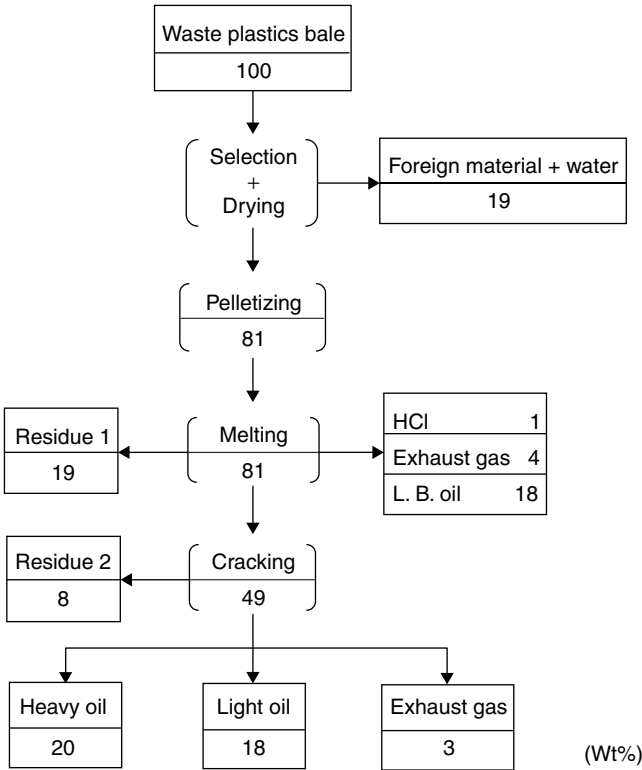 Waste plastics bale
100
Selection
+
Drying
Foreign material + water
19
Pelletizing
81
Residue 1
19
Melting
81
HCl 1
Exhaust gas 4
L. B. oil 18
Residue 2
8
Cracking
49
Heavy oil
20
Light oil
18
Exhaust gas
3
(Wt%)